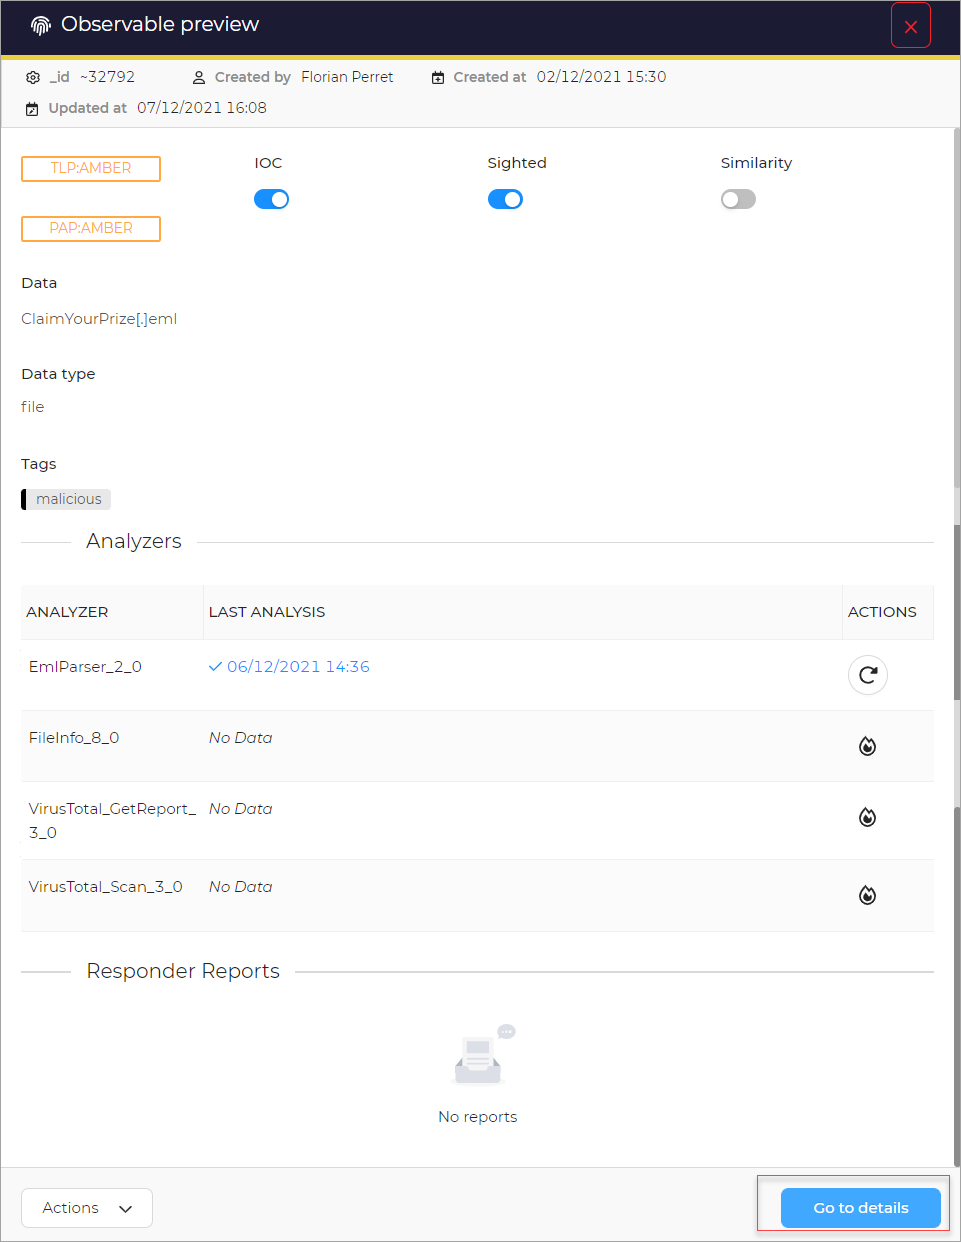 Observable preview
_id ~32792 Created by Florian Perret Created at 02/12/2021 15:30
Updated at 07/12/2021 16:08
TLP:AMBER IOC Sighted Similarity
PAP:AMBER
Data
ClaimYourPrize[.]eml
Data type
file
Tags
malicious
Analyzers
ANALYZER LAST ANALYSIS ACTIONS
EmlParser_2_0 06/12/2021 14:36
FileInfo_8_0 No Data
VirusTotal_GetReport_ No Data
3_0
VirusTotal_Scan_3_0 No Data
Responder Reports
No reports
Actions Go to details